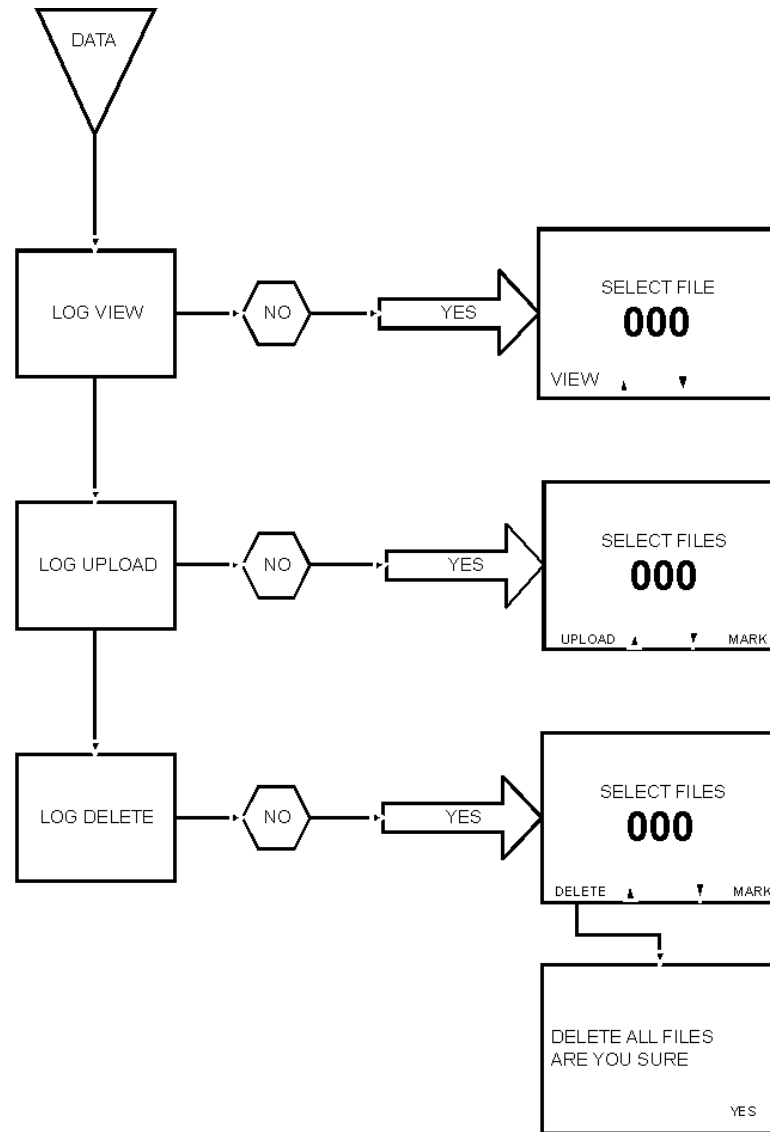 DATA
LOG VIEW
NO
YES
SELECT FILE
000
VIEW
LOG UPLOAD
NO
YES
SELECT FILES
000
UPLOAD MARK
LOG DELETE
NO
YES
SELECT FILES
000
DELETE MARK
DELETE ALL FILES
ARE YOU SURE
YES